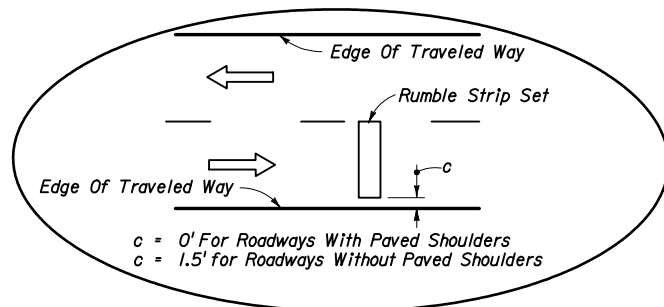 Edge Of Traveled Way
Rumble Strip Set
c
Edge Of Traveled Way
c = 0' For Roadways With Paved Shoulders
c = 1.5' for Roadways Without Paved Shoulders